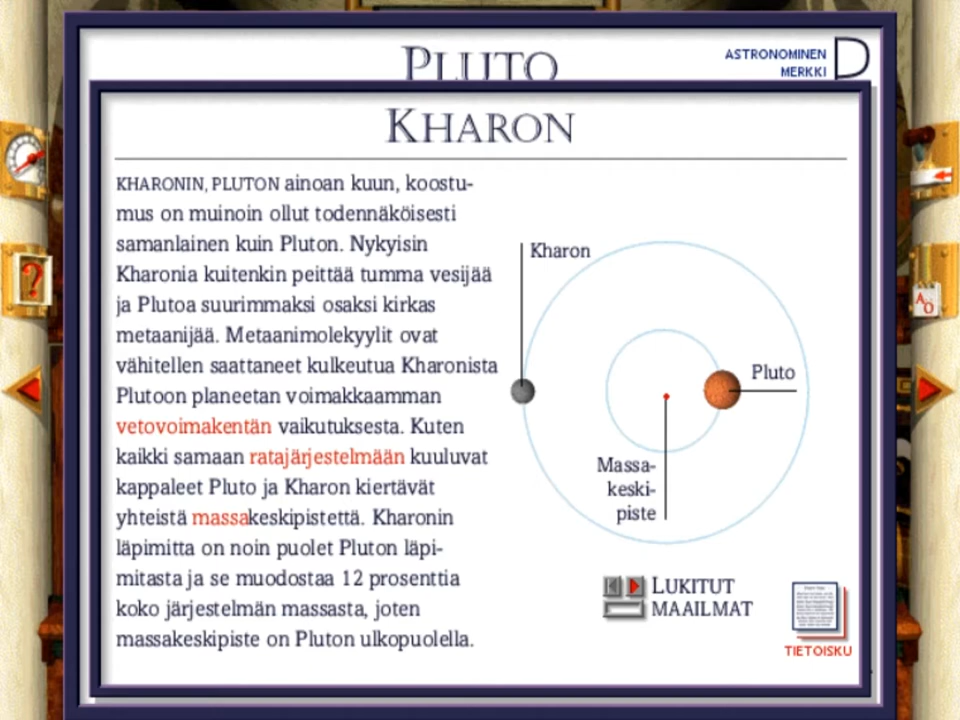 PLUTO
ASTRONOMINEN
MERKKI
KHARON
KHARONIN, PLUTON ainoan kuun, koostu-
mus on muinoin ollut todennäköisesti
samanlainen kuin Pluton. Nykyisin
Kharonia kuitenkin peittää tumma vesijää
ja Plutoa suurimmaksi osaksi kirkas
metaanijää. Metaanimolekyylit ovat
vähitellen saattaneet kulkeutua Kharonista
Plutoon planeetan voimakkaamman
vetovoimakentän vaikutuksesta. Kuten
kaikki samaan ratajärjestelmään kuuluvat
kappaleet Pluto ja Kharon kiertävät
yhteistä massakeskipistettä. Kharonin
läpimitta on noin puolet Pluton läpi-
mitasta ja se muodostaa 12 prosenttia
koko järjestelmän massasta, joten
massakeskipiste on Pluton ulkopuolella.
Kharon
Pluto
Massa-
keski-
piste
LUKITUT
MAAILMAT
TIETOISKU
?
A
O